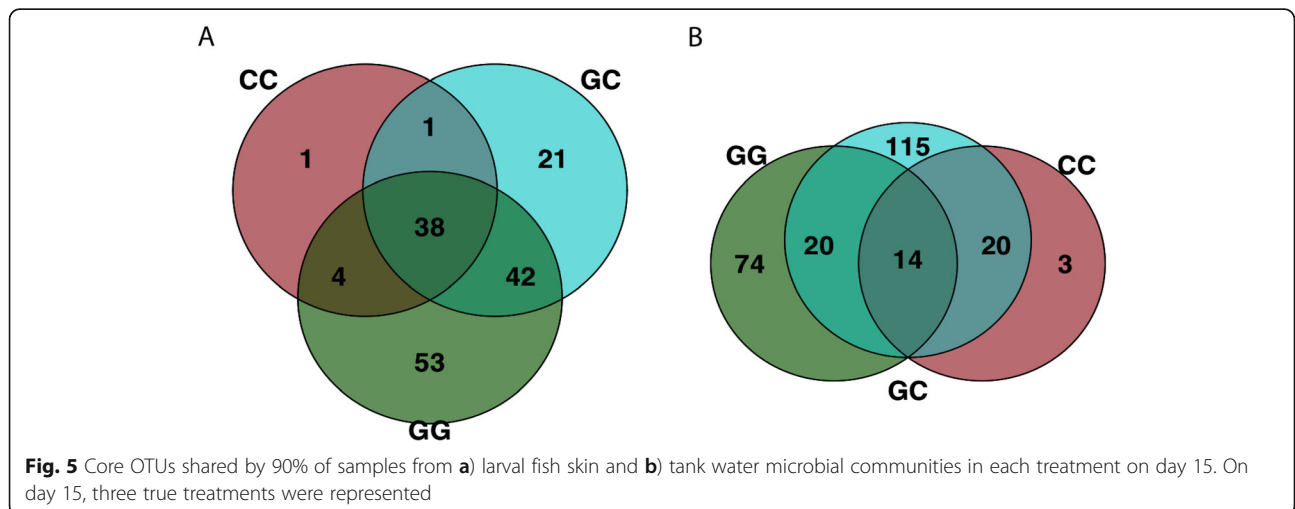 A
B
CC
GC
1
1
21
38
4
42
53
GG
GG
115
CC
74
20
14
20
3
GC
Fig. 5 Core OTUs shared by 90% of samples from a) larval fish skin and b) tank water microbial communities in each treatment on day 15. On
day 15, three true treatments were represented